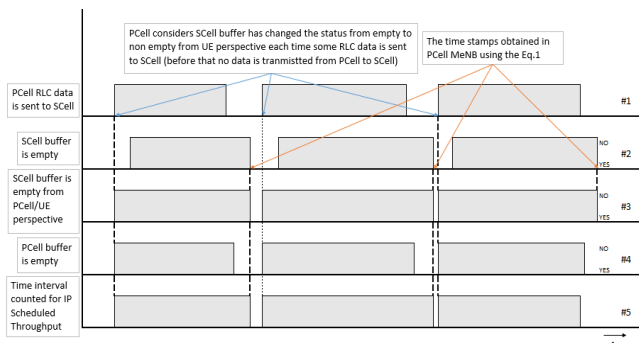 PCell considers SCell buffer has changed the status from empty to
non empty from UE perspective each time some RLC data is sent
to SCell (before that no data is tranmistted from PCell to SCell)
The time stamps obtained in
PCell MeNB using the Eq.1
PCell RLC data
is sent to SCell
#1
SCell buffer
is empty
NO
#2
YES
SCell buffer is
empty from
PCell/UE
perspective
NO
#3
YES
PCell buffer
is empty
NO
#4
YES
Time interval
counted for IP
Scheduled
Throughput
#5